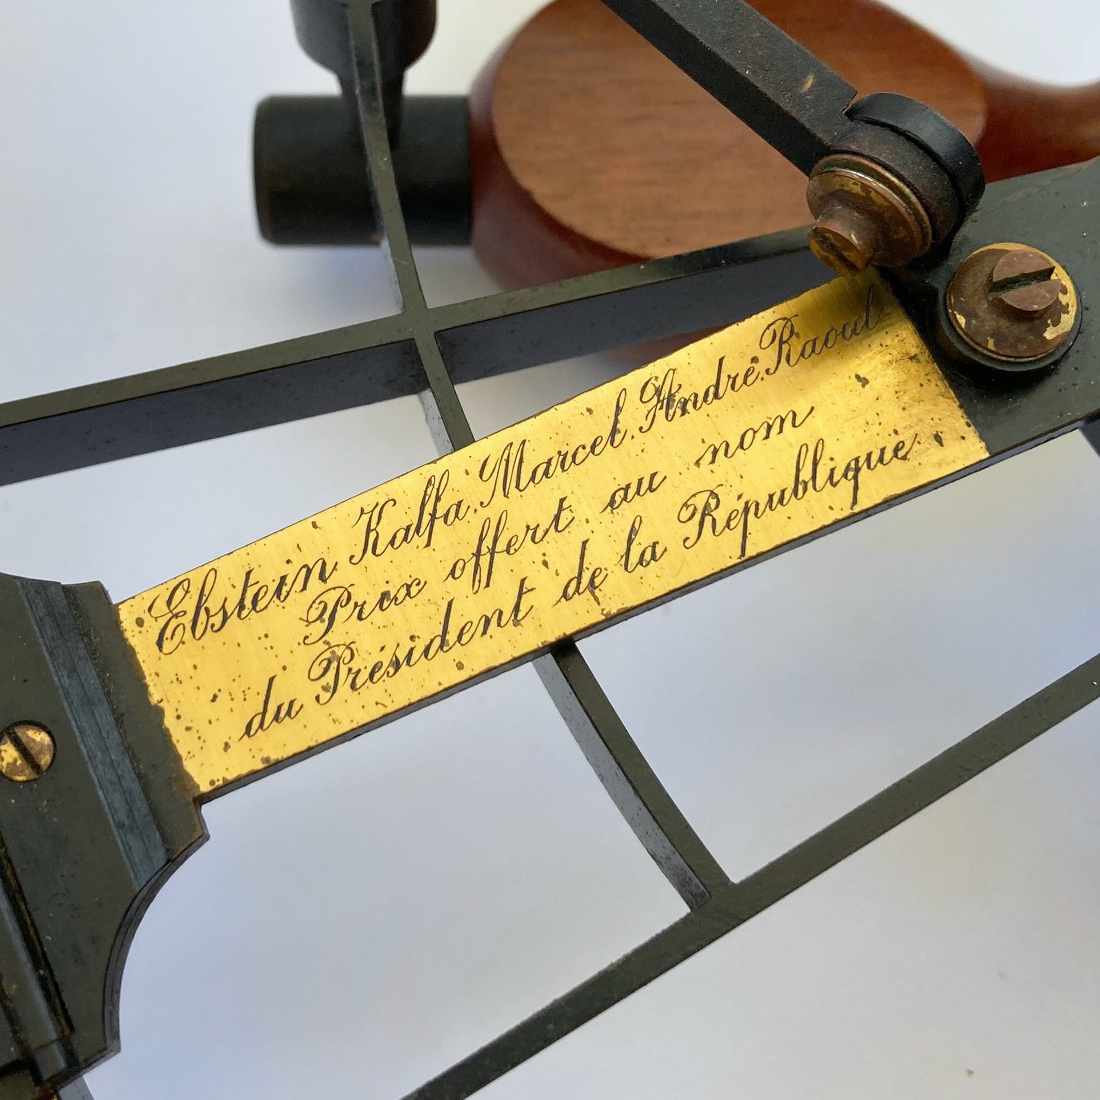 Ebstein Kalfa. Marcel. André. Raoul
Prix offert au nom
du Président de la République